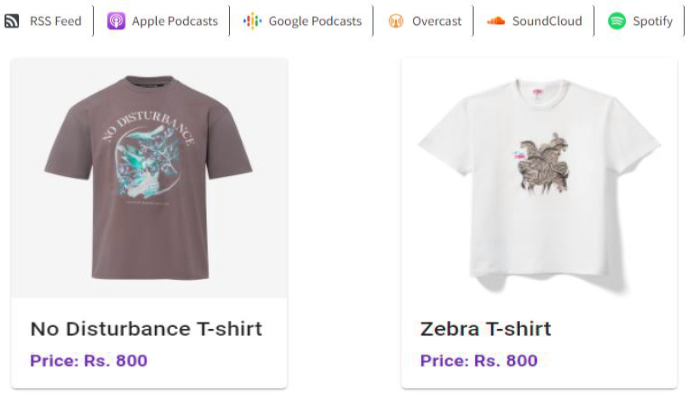 RSS Feed Apple Podcasts Google Podcasts Overcast SoundCloud Spotify
NO DISTURBANCE
No Disturbance T-shirt
Price: Rs. 800
Zebra T-shirt
Price: Rs. 800